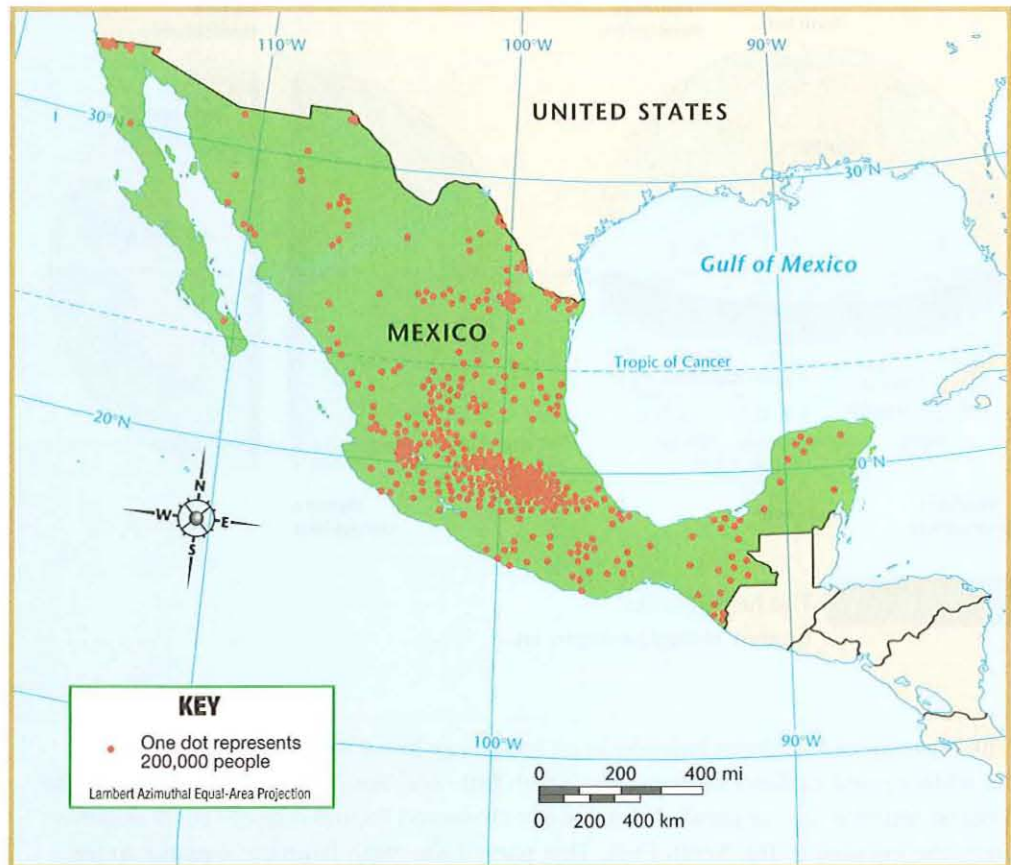 110°W
100°W
90°W
UNITED STATES
30°N
30°N
Gulf of Mexico
MEXICO
Tropic of Cancer
20°N
20°N
N
W
E
S
KEY
One dot represents
200,000 people
Lambert Azimuthal Equal-Area Projection
100°W
90°W
0 200 400 mi
0 200 400 km